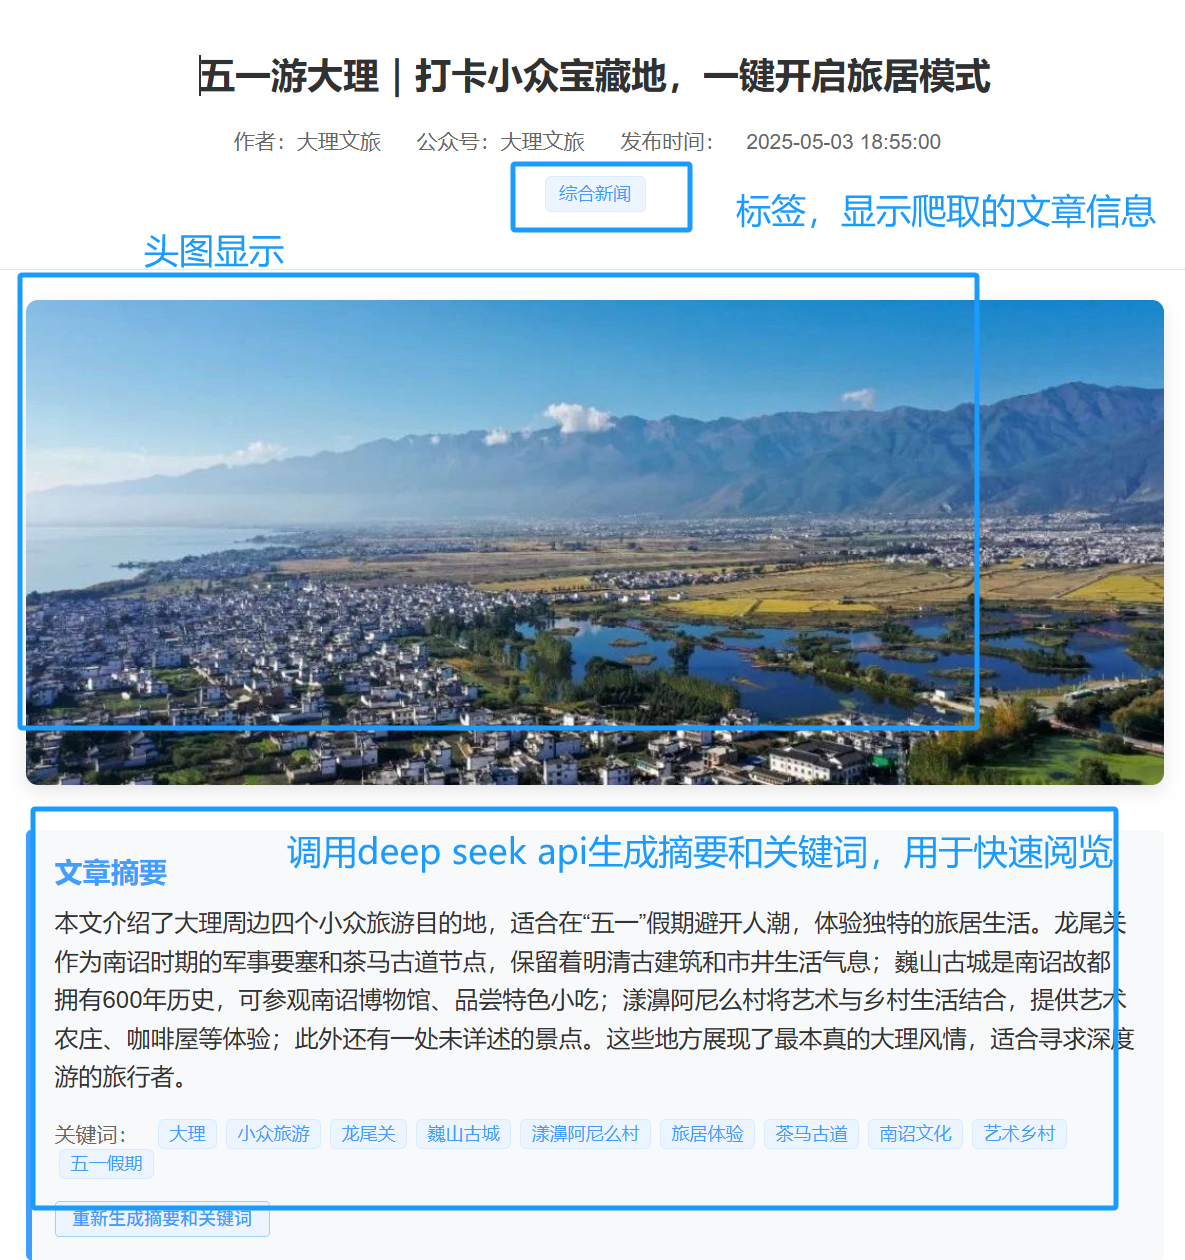 五一游大理｜打卡小众宝藏地，一键开启旅居模式
作者：大理文旅 公众号：大理文旅 发布时间： 2025-05-03 18:55:00
综合新闻
标签，显示爬取的文章信息
头图显示
调用deep seek api生成摘要和关键词，用于快速阅览
文章摘要
本文介绍了大理周边四个小众旅游目的地，适合在“五一”假期避开人潮，体验独特的旅居生活。龙尾关
作为南诏时期的军事要塞和茶马古道节点，保留着明清古建筑和市井生活气息；巍山古城是南诏故都
拥有600年历史，可参观南诏博物馆、品尝特色小吃；漾濞阿尼么村将艺术与乡村生活结合，提供艺术
农庄、咖啡屋等体验；此外还有一处未详述的景点。这些地方展现了最本真的大理风情，适合寻求深度
游的旅行者。
关键词： 大理 小众旅游 龙尾关 巍山古城 漾濞阿尼么村 旅居体验 茶马古道 南诏文化 艺术乡村
五一假期
重新生成摘要和关键词